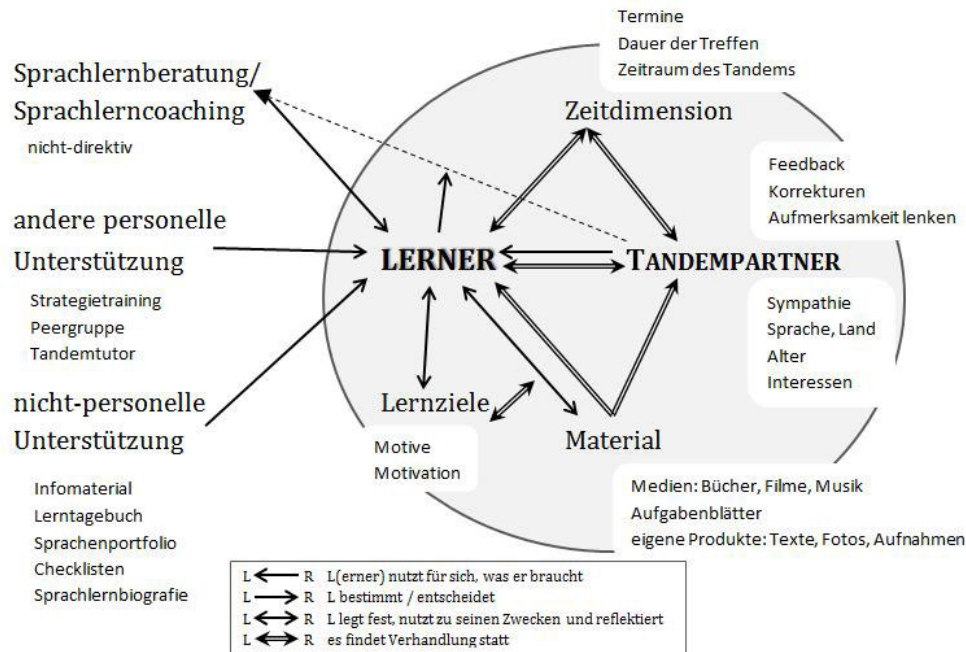 Termine
Dauer der Treffen
Zeitraum des Tandems
Sprachlernberatung/
Sprachlerncoaching
nicht-direktiv
Zeitdimension
Feedback
Korrekturen
Aufmerksamkeit lenken
andere personelle
Unterstützung
LERNER
TANDEMPARTNER
Strategietraining
Peergruppe
Tandemtutor
Sympathie
Sprache, Land
Alter
Interessen
nicht-personelle
Unterstützung
Lernziele
Material
Motive
Motivation
Infomaterial
Lerntagebuch
Sprachenportfolio
Checklisten
Sprachlernbiografie
Medien: Bücher, Filme, Musik
Aufgabenblätter
eigene Produkte: Texte, Fotos, Aufnahmen
L R L(erner) nutzt für sich, was er braucht
L R L bestimmt / entscheidet
L R L legt fest, nutzt zu seinen Zwecken und reflektiert
L R es findet Verhandlung statt